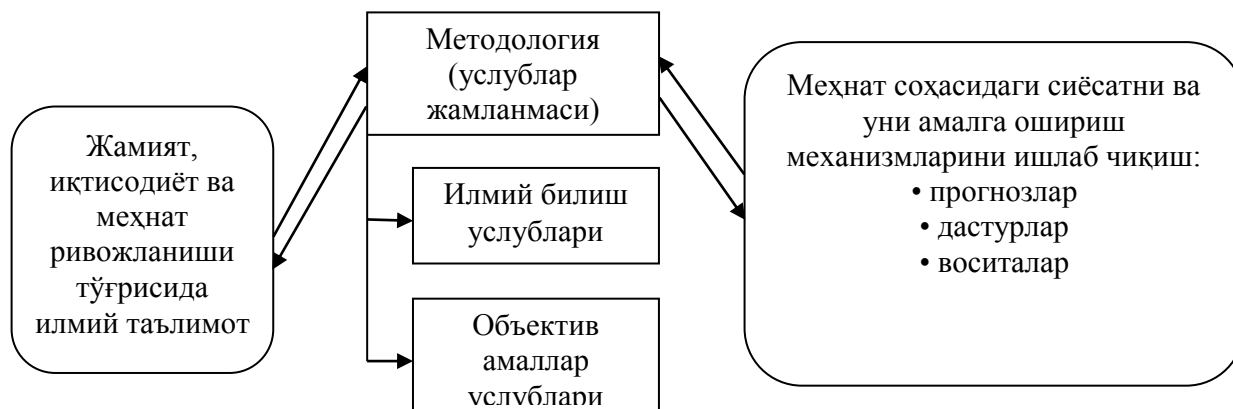 Жамият,
иқтисодиёт ва
меҳнат
ривожланиши
тўғрисида
илмий таълимот
Методология
(услублар
жамланмаси)
Илмий билиш
услублари
Объектив
амаллар
услублари
Меҳнат соҳасидаги сиёсатни ва
уни амалга ошириш
механизмларини ишлаб чиқиш:
• прогнозлар
• дастурлар
• воситалар